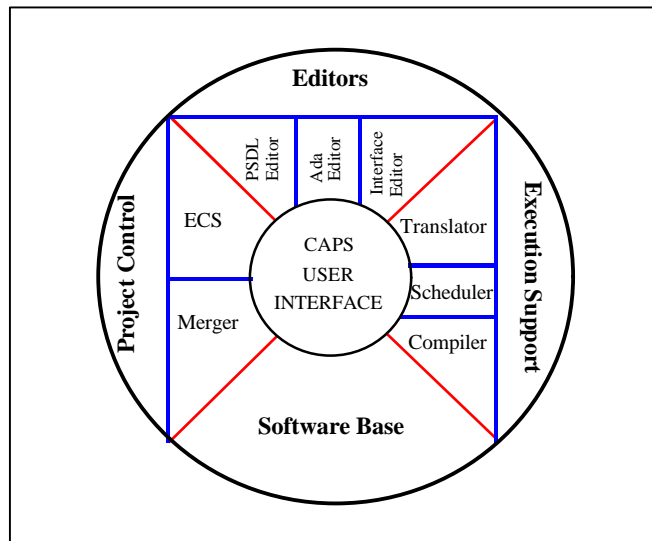 Editors
PSDL
Editor
Ada
Editor
Interface
Editor
Project Control
ECS
Merger
CAPS
USER
INTERFACE
Translator
Scheduler
Compiler
Execution Support
Software Base